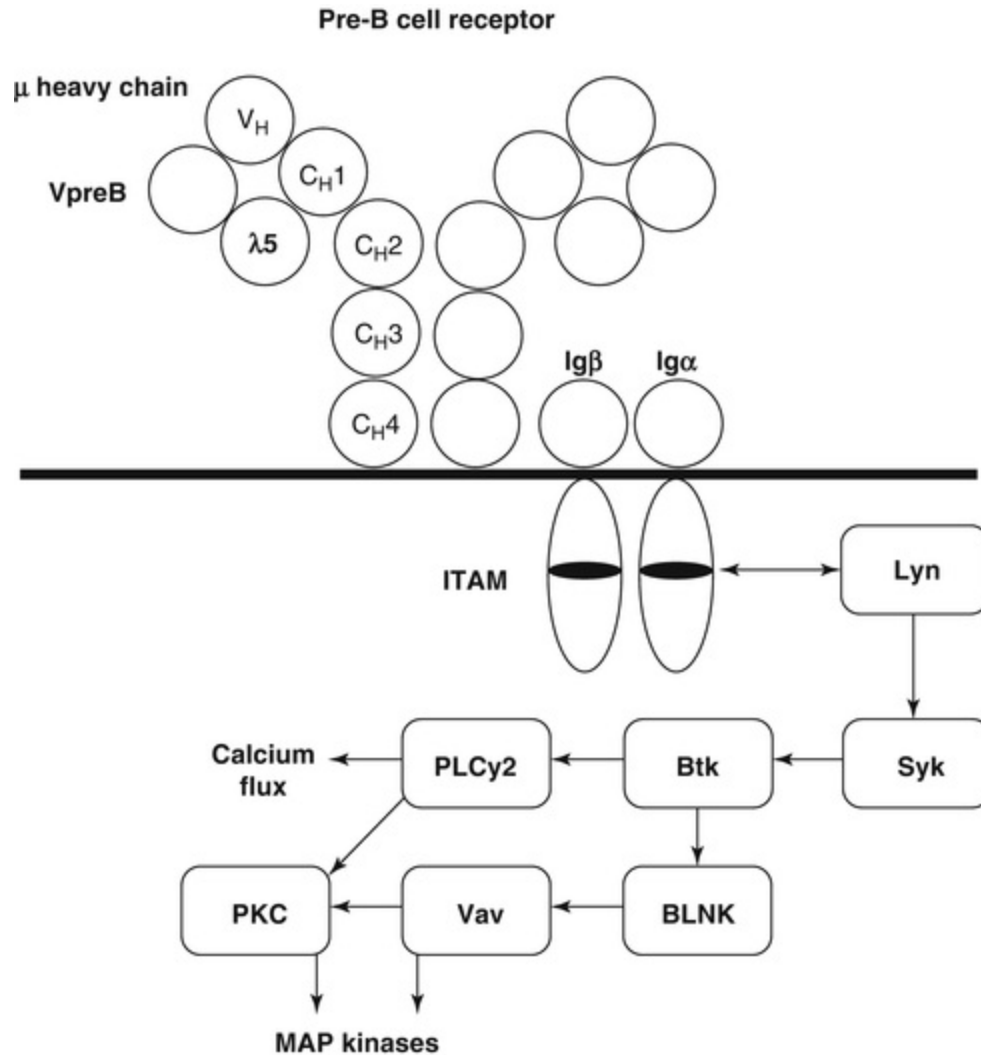 Pre-B cell receptor
μ heavy chain
VH
CH1
VpreB
λ5
CH2
CH3
CH4
Igβ
Igα
ITAM
Lyn
Calcium
flux
PLCy2
Btk
Syk
PKC
Vav
BLNK
MAP kinases